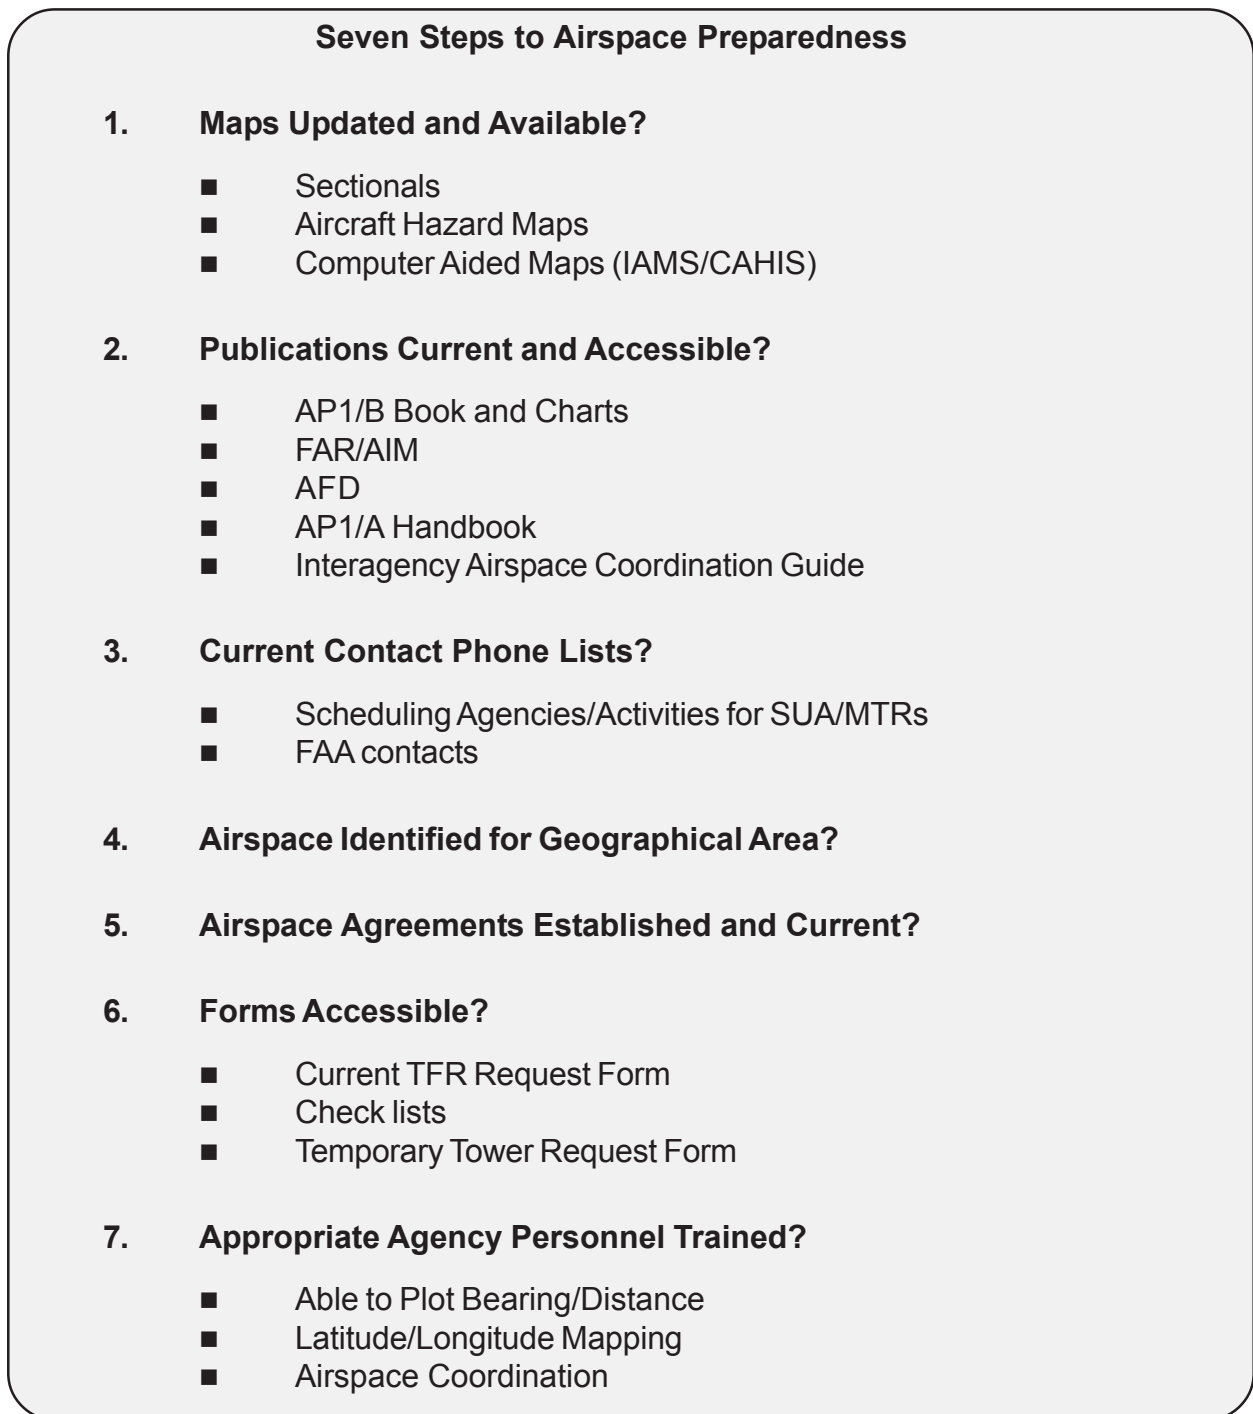 Seven Steps to Airspace Preparedness
1. Maps Updated and Available?
■ Sectionals
■ Aircraft Hazard Maps
■ Computer Aided Maps (IAMS/CAHIS)
2. Publications Current and Accessible?
■ AP1/B Book and Charts
■ FAR/AIM
■ AFD
■ AP1/A Handbook
■ Interagency Airspace Coordination Guide
3. Current Contact Phone Lists?
■ Scheduling Agencies/Activities for SUA/MTRs
■ FAA contacts
4. Airspace Identified for Geographical Area?
5. Airspace Agreements Established and Current?
6. Forms Accessible?
■ Current TFR Request Form
■ Check lists
■ Temporary Tower Request Form
7. Appropriate Agency Personnel Trained?
■ Able to Plot Bearing/Distance
■ Latitude/Longitude Mapping
■ Airspace Coordination